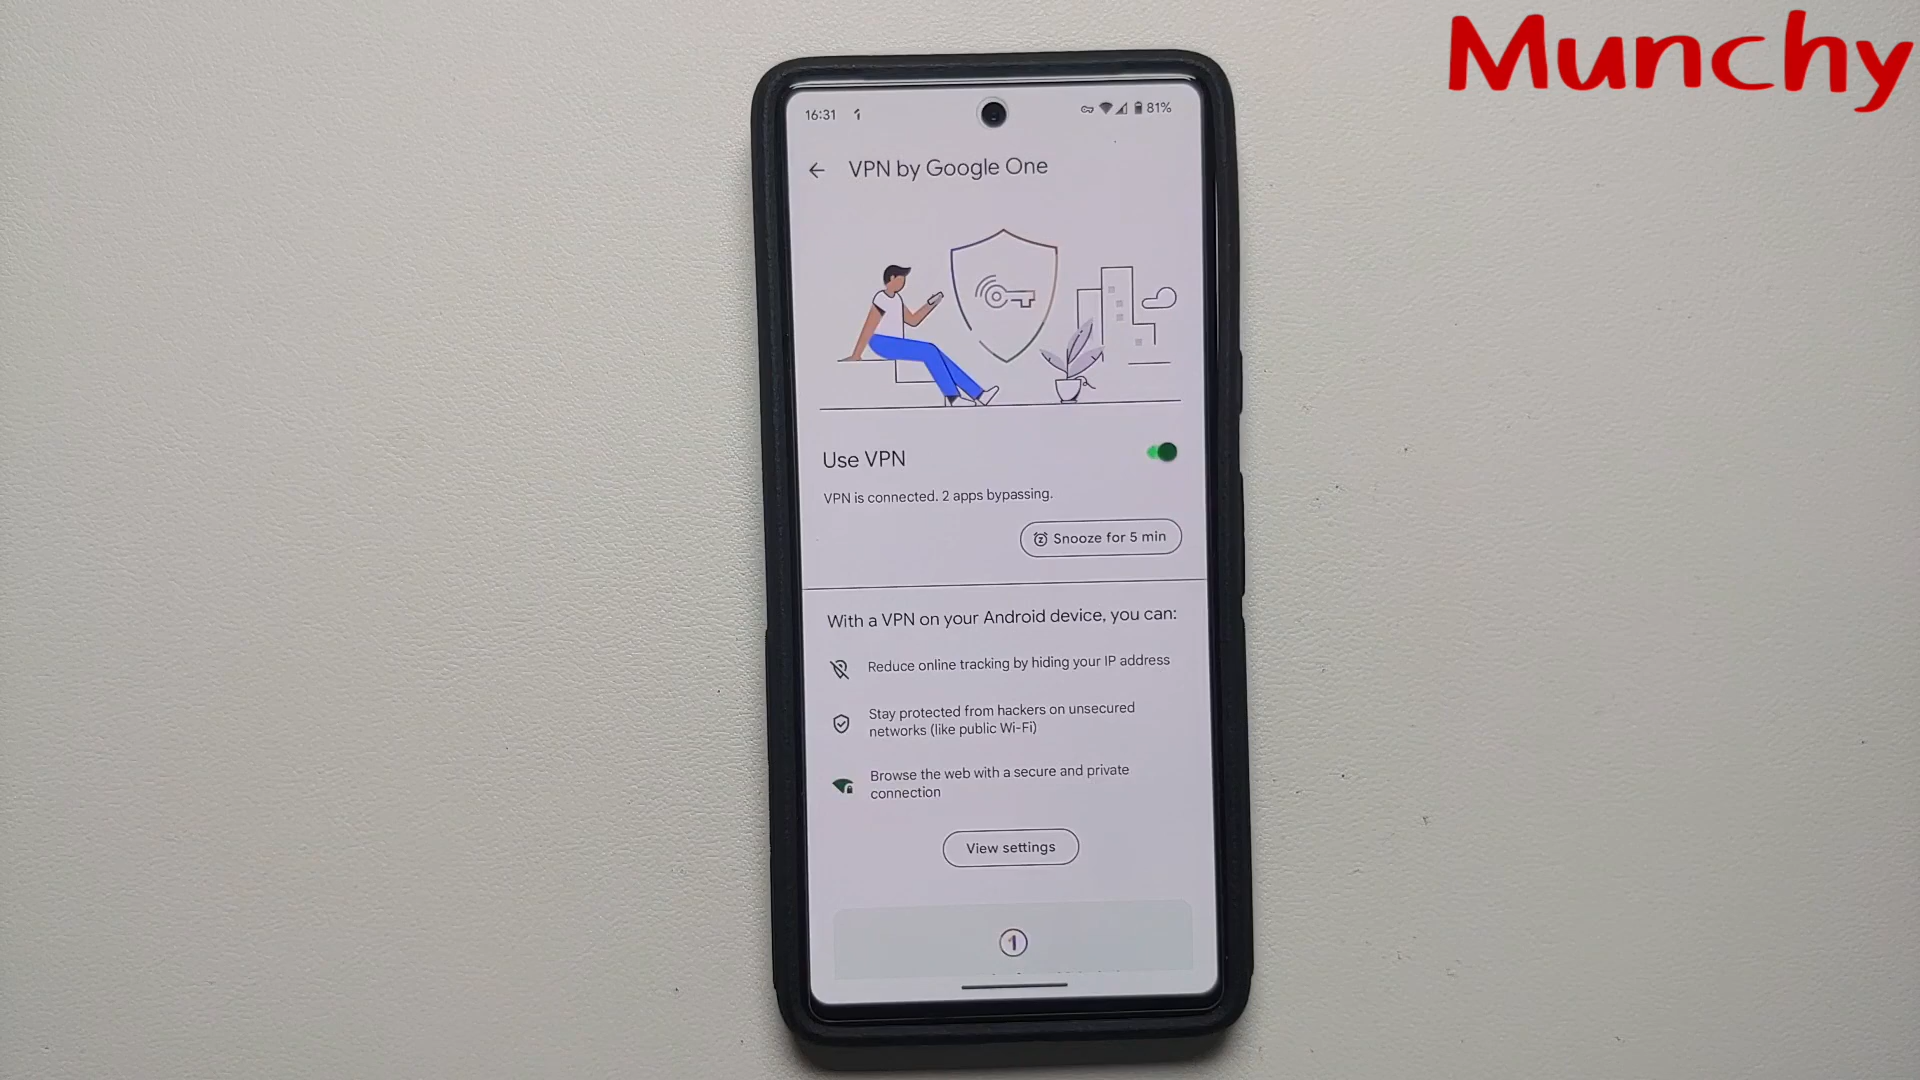 Munchy
16:31
81%
VPN by Google One
Use VPN
VPN is connected. 2 apps bypassing.
Snooze for 5 min
With a VPN on your Android device, you can:
Reduce online tracking by hiding your IP address
Stay protected from hackers on unsecured
networks (like public Wi-Fi)
Browse the web with a secure and private
connection
View settings
1